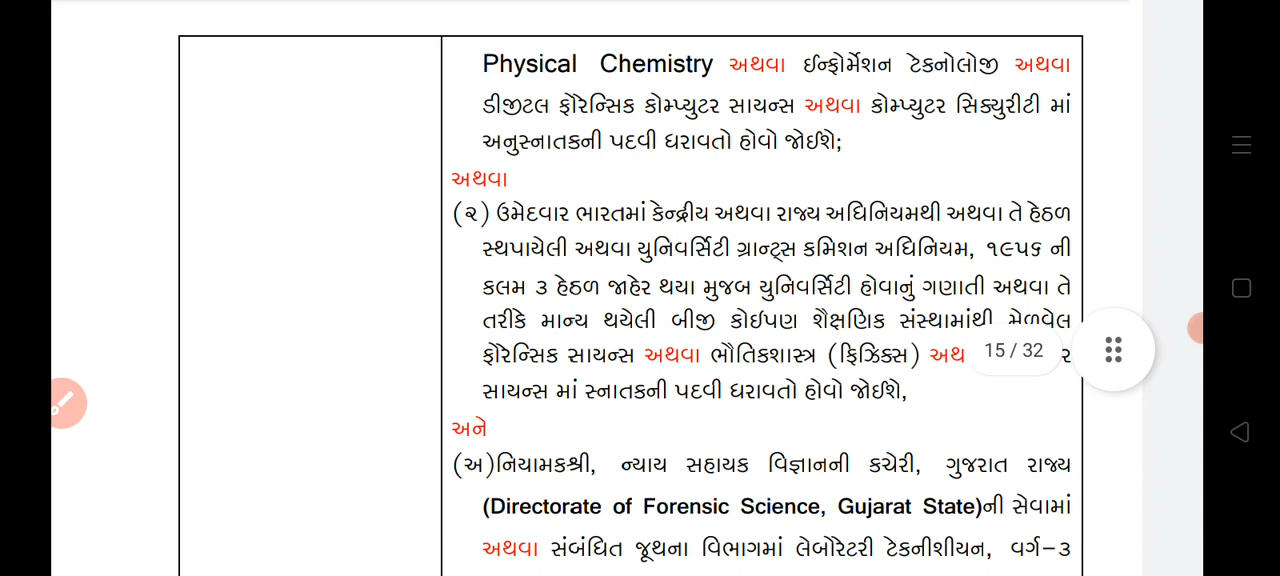 Physical Chemistry અથવા ઈન્ફોર્મેશન ટેકનોલોજી અથવા
ડીજીટલ ફોરેન્સિક કોમ્પ્યુટર સાયન્સ અથવા કોમ્પ્યુટર સિક્યુરીટી માં
અનુસ્નાતકની પદવી ધરાવતો હોવો જોઈશે;
અથવા
(૨) ઉમેદવાર ભારતમાં કેન્દ્રીય અથવા રાજ્ય અધિનિયમથી અથવા તે હેઠળ
સ્થપાયેલી અથવા યુનિવર્સિટી ગ્રાન્ટ્સ કમિશન અધિનિયમ, ૧૯૫૬ ની
કલમ ૩ હેઠળ જાહેર થયા મુજબ યુનિવર્સિટી હોવાનું ગણાતી અથવા તે
તરીકે માન્ય થયેલી બીજી કોઈપણ શૈક્ષણિક સંસ્થામાંથી મેળવેલ
ફોરેન્સિક સાયન્સ અથવા ભૌતિકશાસ્ત્ર (ફિઝિક્સ)
15 / 32
સાયન્સ માં સ્નાતકની પદવી ધરાવતો હોવો જોઈશે,
અને
(અ)નિયામકશ્રી, ન્યાય સહાયક વિજ્ઞાનની કચેરી, ગુજરાત રાજ્ય
(Directorate of Forensic Science, Gujarat State)ની સેવામાં
અથવા સંબંધિત જૂથના વિભાગમાં લેબોરેટરી ટેકનીશીયન, વર્ગ-૩